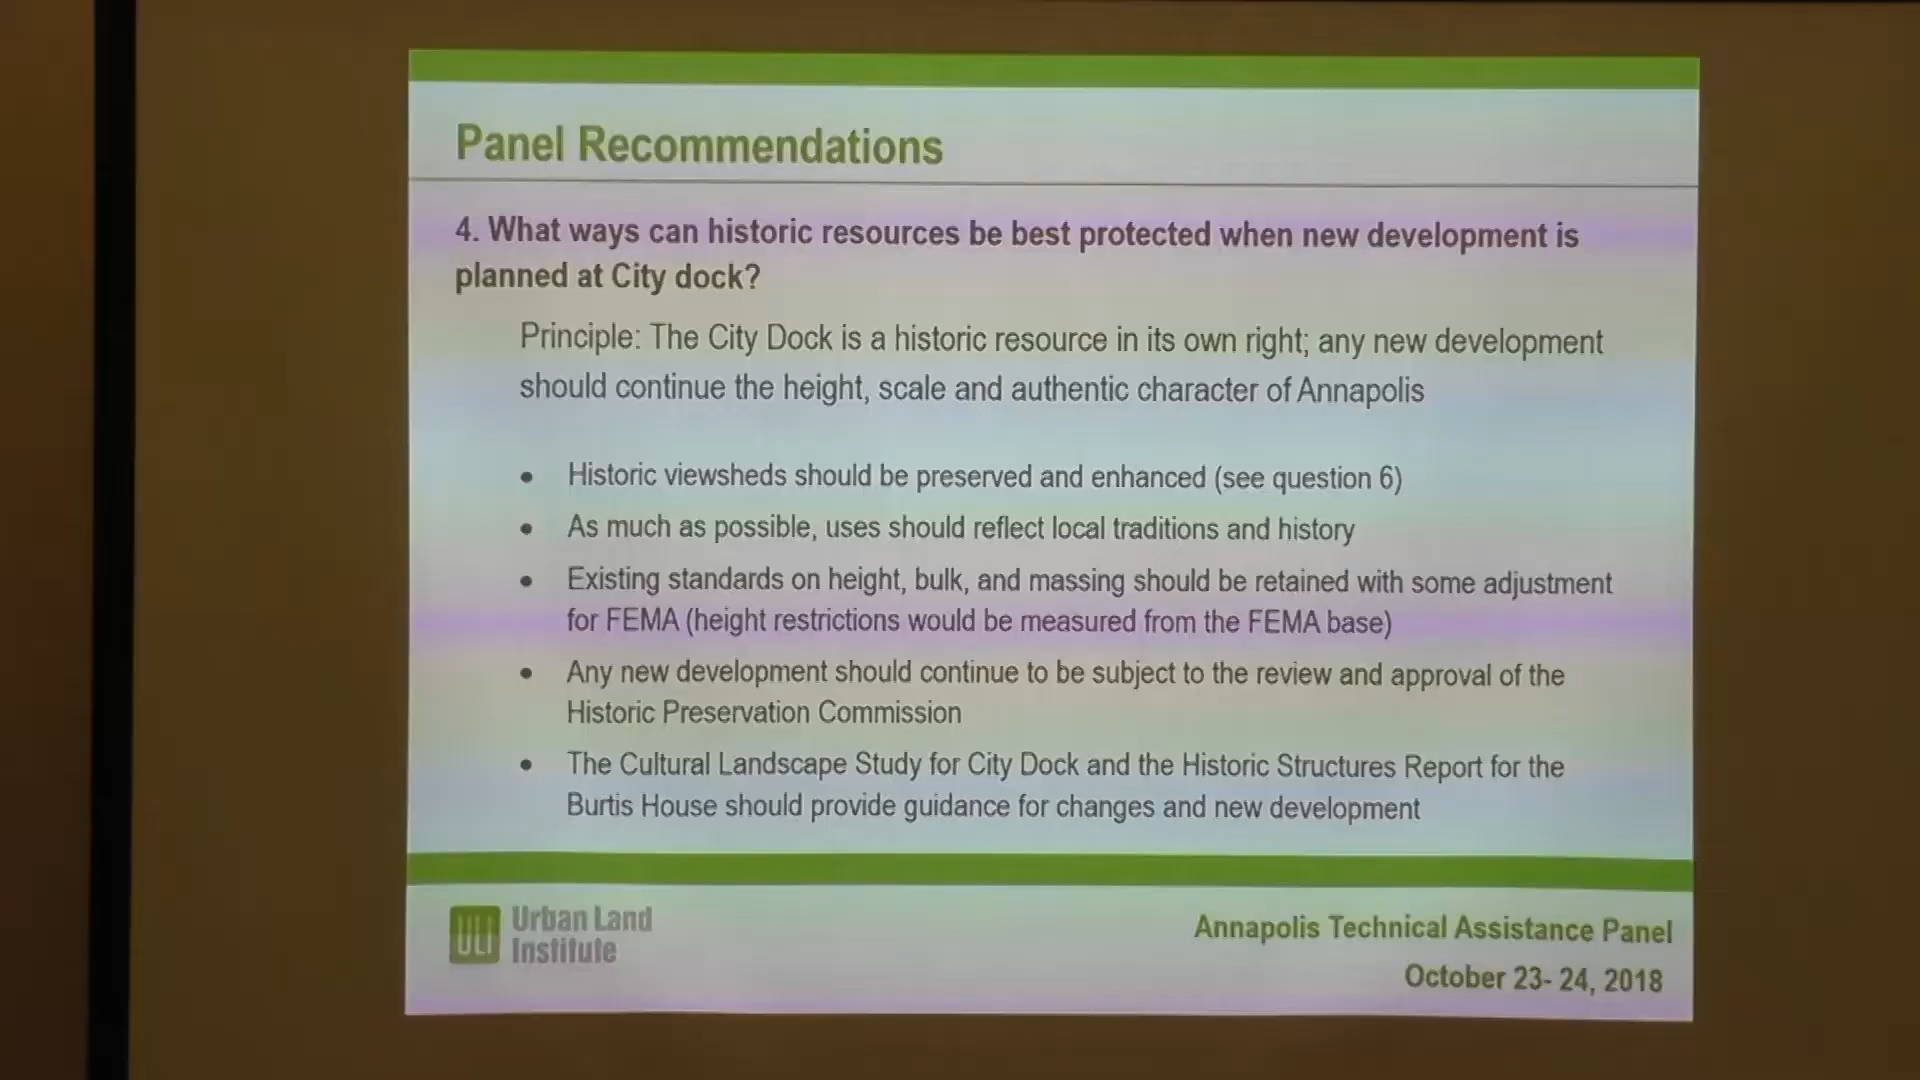 Panel Recommendations
4. What ways can historic resources be best protected when new development is
planned at City dock?
Principle: The City Dock is a historic resource in its own right; any new development
should continue the height, scale and authentic character of Annapolis
• Historic viewsheds should be preserved and enhanced (see question 6)
• As much as possible, uses should reflect local traditions and history
• Existing standards on height, bulk, and massing should be retained with some adjustment
for FEMA (height restrictions would be measured from the FEMA base)
• Any new development should continue to be subject to the review and approval of the
Historic Preservation Commission
• The Cultural Landscape Study for City Dock and the Historic Structures Report for the
Burtis House should provide guidance for changes and new development
ULI Urban Land
Institute
Annapolis Technical Assistance Panel
October 23- 24, 2018